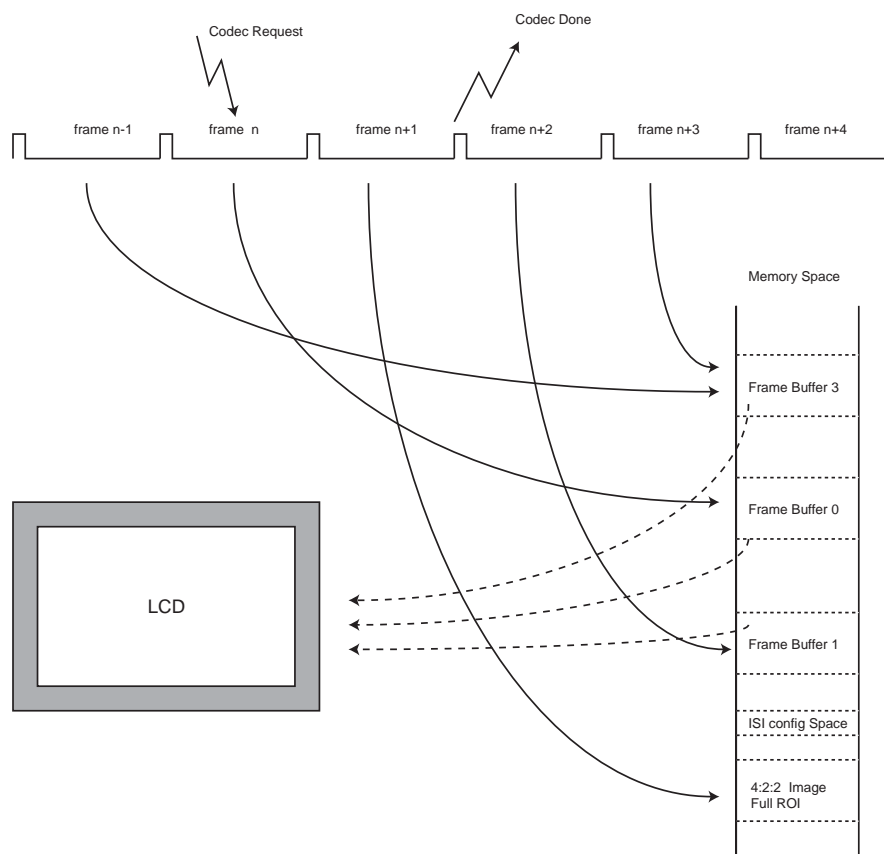 Codec Request
Codec Done
frame n-1
frame n
frame n+1
frame n+2
frame n+3
frame n+4
Memory Space
Frame Buffer 3
Frame Buffer 0
LCD
Frame Buffer 1
ISI config Space
4:2:2 Image
Full ROI